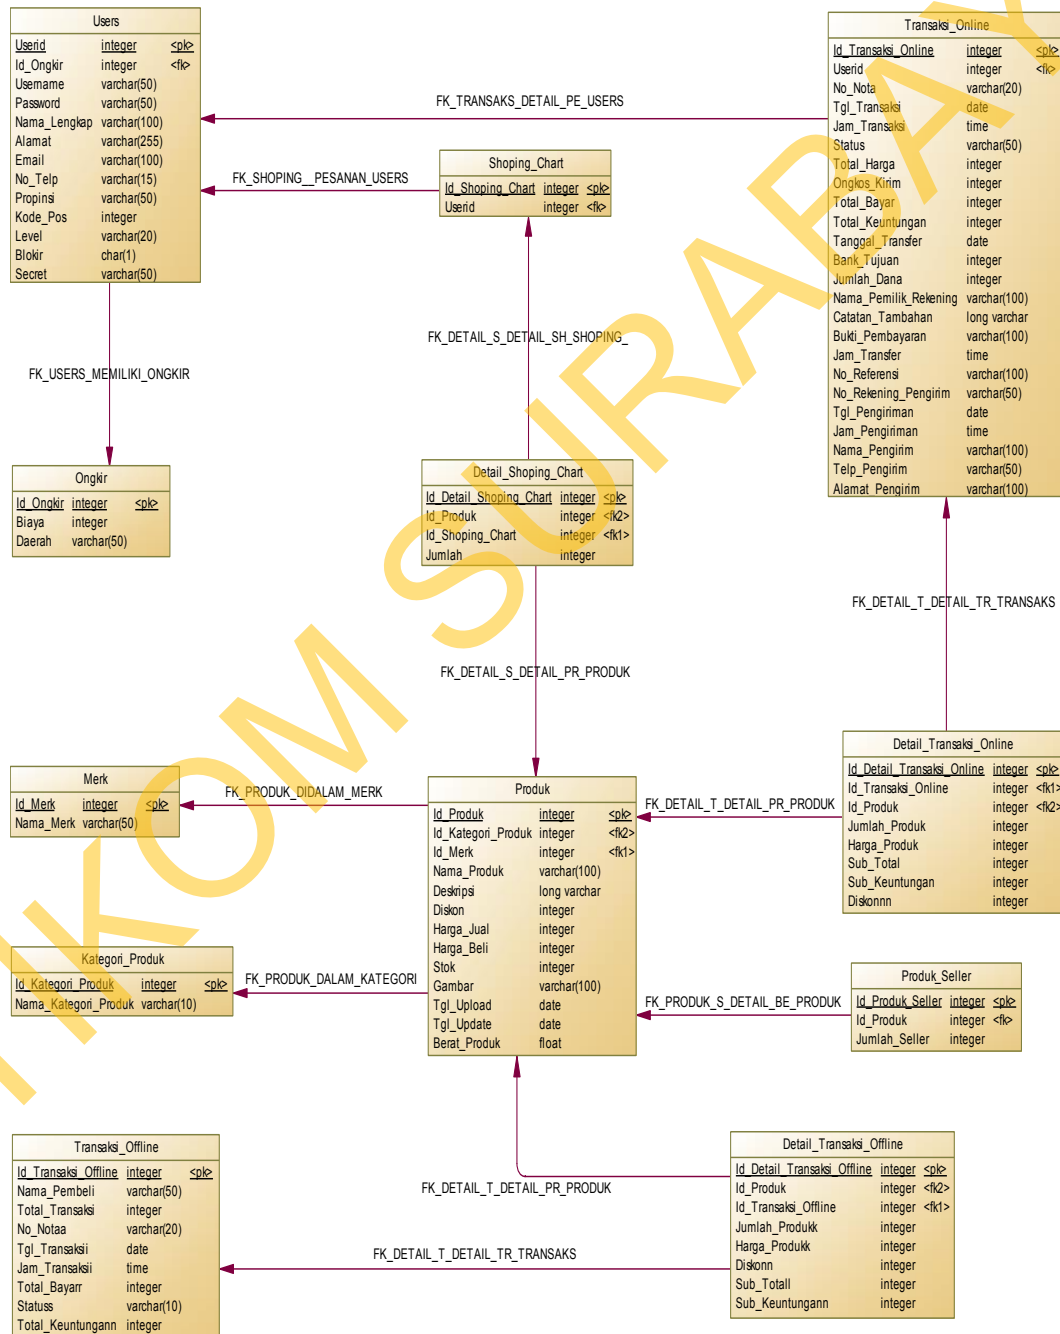 Users
Userid integer <pk>
Id_Ongkir integer <fk>
Username varchar(50)
Password varchar(50)
Nama_Lengkap varchar(100)
Alamat varchar(255)
Email varchar(100)
No_Telp varchar(15)
Propinsi varchar(50)
Kode_Pos integer
Level varchar(20)
Blokir char(1)
Secret varchar(50)
Transaksi_Online
Id_Transaksi_Online integer <pk>
Userid integer <fk>
No_Nota varchar(20)
Tgl_Transaksi date
Jam_Transaksi time
Status varchar(50)
Total_Harga integer
Ongkos_Kirim integer
Total_Bayar integer
Total_Keuntungan integer
Tanggal_Transfer date
Bank_Tujuan integer
Jumlah_Dana integer
Nama_Pemilik_Rekening varchar(100)
Catatan_Tambahan long varchar
Bukti_Pembayaran varchar(100)
Jam_Transfer time
No_Referensi varchar(100)
No_Rekening_Pengirim varchar(50)
Tgl_Pengiriman date
Jam_Pengiriman time
Nama_Pengirim varchar(100)
Telp_Pengirim varchar(50)
Alamat_Pengirim varchar(100)
FK_TRANSAKS_DETAIL_PE_USERS
FK_SHOPING__PESANAN_USERS
Shoping_Chart
Id_Shoping_Chart integer <pk>
Userid integer <fk>
FK_DETAIL_S_DETAIL_SH_SHOPING_
FK_USERS_MEMILIKI_ONGKIR
Ongkir
Id_Ongkir integer <pk>
Biaya integer
Daerah varchar(50)
Detail_Shoping_Chart
Id_Detail_Shoping_Chart integer <pk>
Id_Produk integer <fk2>
Id_Shoping_Chart integer <fk1>
Jumlah integer
FK_DETAIL_T_DETAIL_TR_TRANSAKS
FK_DETAIL_S_DETAIL_PR_PRODUK
Merk
Id_Merk integer <pk>
Nama_Merk varchar(50)
FK_PRODUK_DIDALAM_MERK
Produk
Id_Produk integer <pk>
Id_Kategori_Produk integer <fk2>
Id_Merk integer <fk1>
Nama_Produk varchar(100)
Deskripsi long varchar
Diskon integer
Harga_Jual integer
Harga_Beli integer
Stok integer
Gambar varchar(100)
Tgl_Upload date
Tgl_Update date
Berat_Produk float
FK_DETAIL_T_DETAIL_PR_PRODUK
Detail_Transaksi_Online
Id_Detail_Transaksi_Online integer <pk>
Id_Transaksi_Online integer <fk1>
Id_Produk integer <fk2>
Jumlah_Produk integer
Harga_Produk integer
Sub_Total integer
Sub_Keuntungan integer
Diskonnn integer
Kategori_Produk
Id_Kategori_Produk integer <pk>
Nama_Kategori_Produk varchar(10)
FK_PRODUK_DALAM_KATEGORI
FK_PRODUK_S_DETAIL_BE_PRODUK
Produk_Seller
Id_Produk_Seller integer <pk>
Id_Produk integer <fk>
Jumlah_Seller integer
Transaksi_Offline
Id_Transaksi_Offline integer <pk>
Nama_Pembeli varchar(50)
Total_Transaksi integer
No_Notaa varchar(20)
Tgl_Transaksii date
Jam_Transaksii time
Total_Bayarr integer
Statuss varchar(10)
Total_Keuntungann integer
FK_DETAIL_T_DETAIL_PR_PRODUK
FK_DETAIL_T_DETAIL_TR_TRANSAKS
Detail_Transaksi_Offline
Id_Detail_Transaksi_Offline integer <pk>
Id_Produk integer <fk2>
Id_Transaksi_Offline integer <fk1>
Jumlah_Produkk integer
Harga_Produkk integer
Diskonn integer
Sub_Totall integer
Sub_Keuntungann integer
IKOM SURABAY